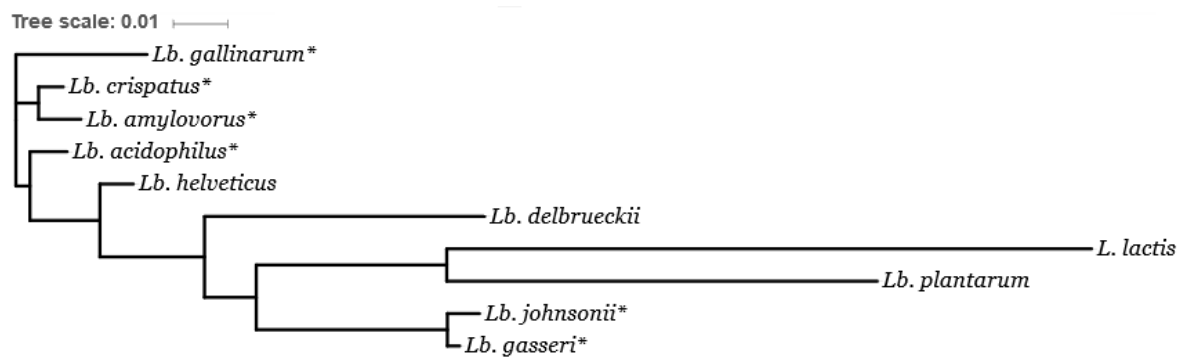 Tree scale: 0.01
Lb. gallinarum*
Lb. crispatus*
Lb. amylovorus*
Lb. acidophilus*
Lb. helveticus
Lb. delbrueckii
L. lactis
Lb. plantarum
Lb. johnsonii*
Lb. gasseri*